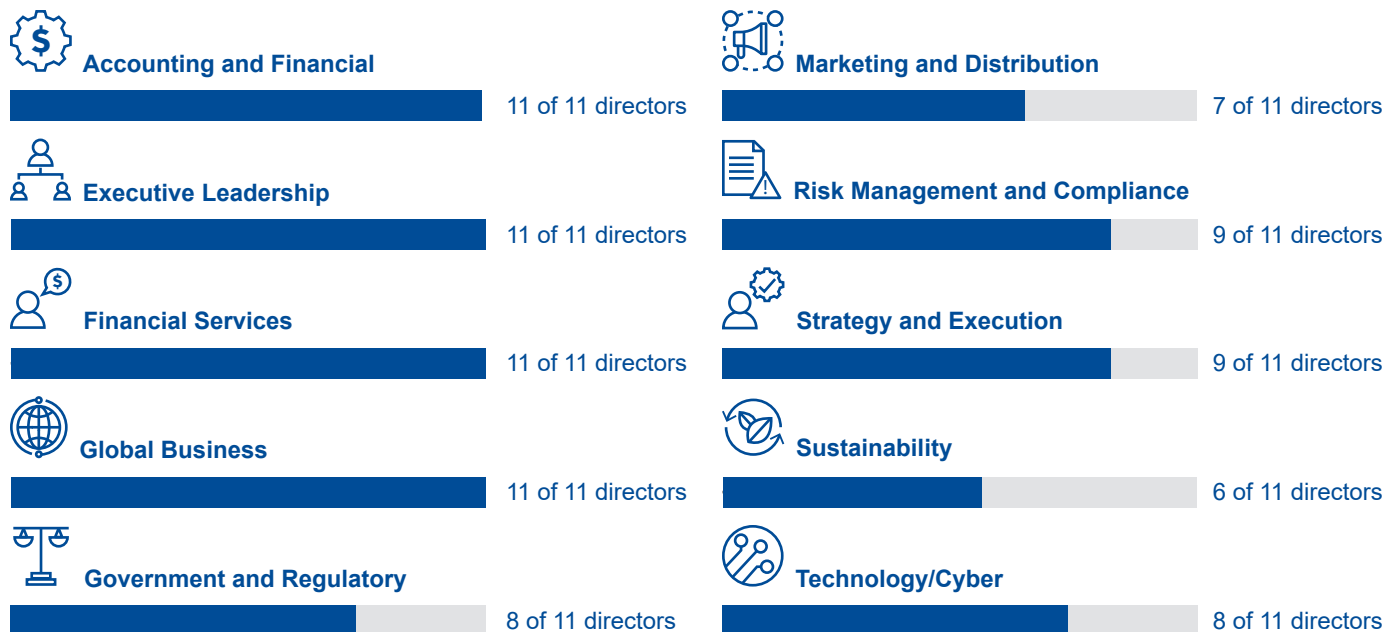 Accounting and Financial
11 of 11 directors
Executive Leadership
11 of 11 directors
Financial Services
11 of 11 directors
Global Business
11 of 11 directors
Government and Regulatory
8 of 11 directors
Marketing and Distribution
7 of 11 directors
Risk Management and Compliance
9 of 11 directors
Strategy and Execution
9 of 11 directors
Sustainability
6 of 11 directors
Technology/Cyber
8 of 11 directors